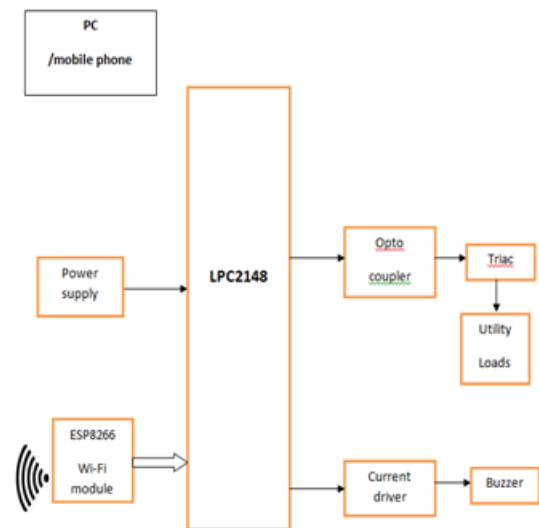 PC
/mobile phone
LPC2148
Opto
coupler
Triac
Power
supply
Utility
Loads
ESP8266
Wi-Fi
module
Current
driver
Buzzer